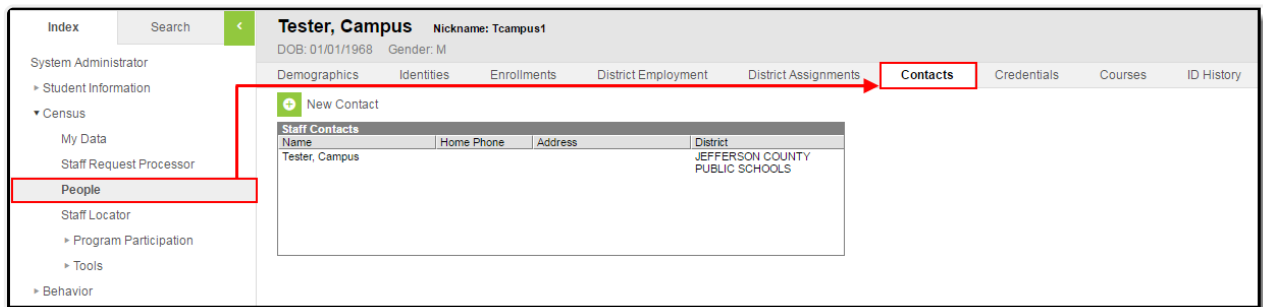 Index Search
System Administrator
Student Information
Census
My Data
Staff Request Processor
People
Staff Locator
Program Participation
Tools
Behavior
Tester, Campus Nickname: Tcampus1
DOB: 01/01/1968 Gender: M
Demographics Identities Enrollments District Employment District Assignments Contacts Credentials Courses ID History
New Contact
Staff Contacts
Name Home Phone Address District
Tester, Campus JEFFERSON COUNTY
PUBLIC SCHOOLS